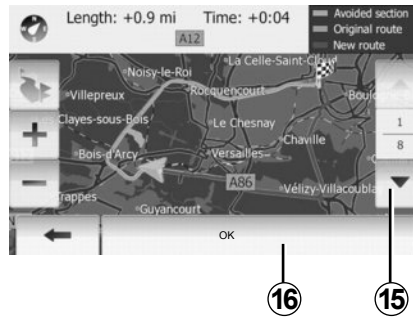 Length: +0.9 mi Time: +0:04
A12
Avoided section
Original route
New route
La Celle-Saint-Cloud
Noisy-le-Roi
Villepreux
Rocquencourt
Boulogne
Clayes-sous-Bois
Le Chesnay
1
8
Chaville
Bois-d'Arcy
Versailles
A86
Vélizy-Villacoublay
Trappes
Guyancourt
OK
16
15